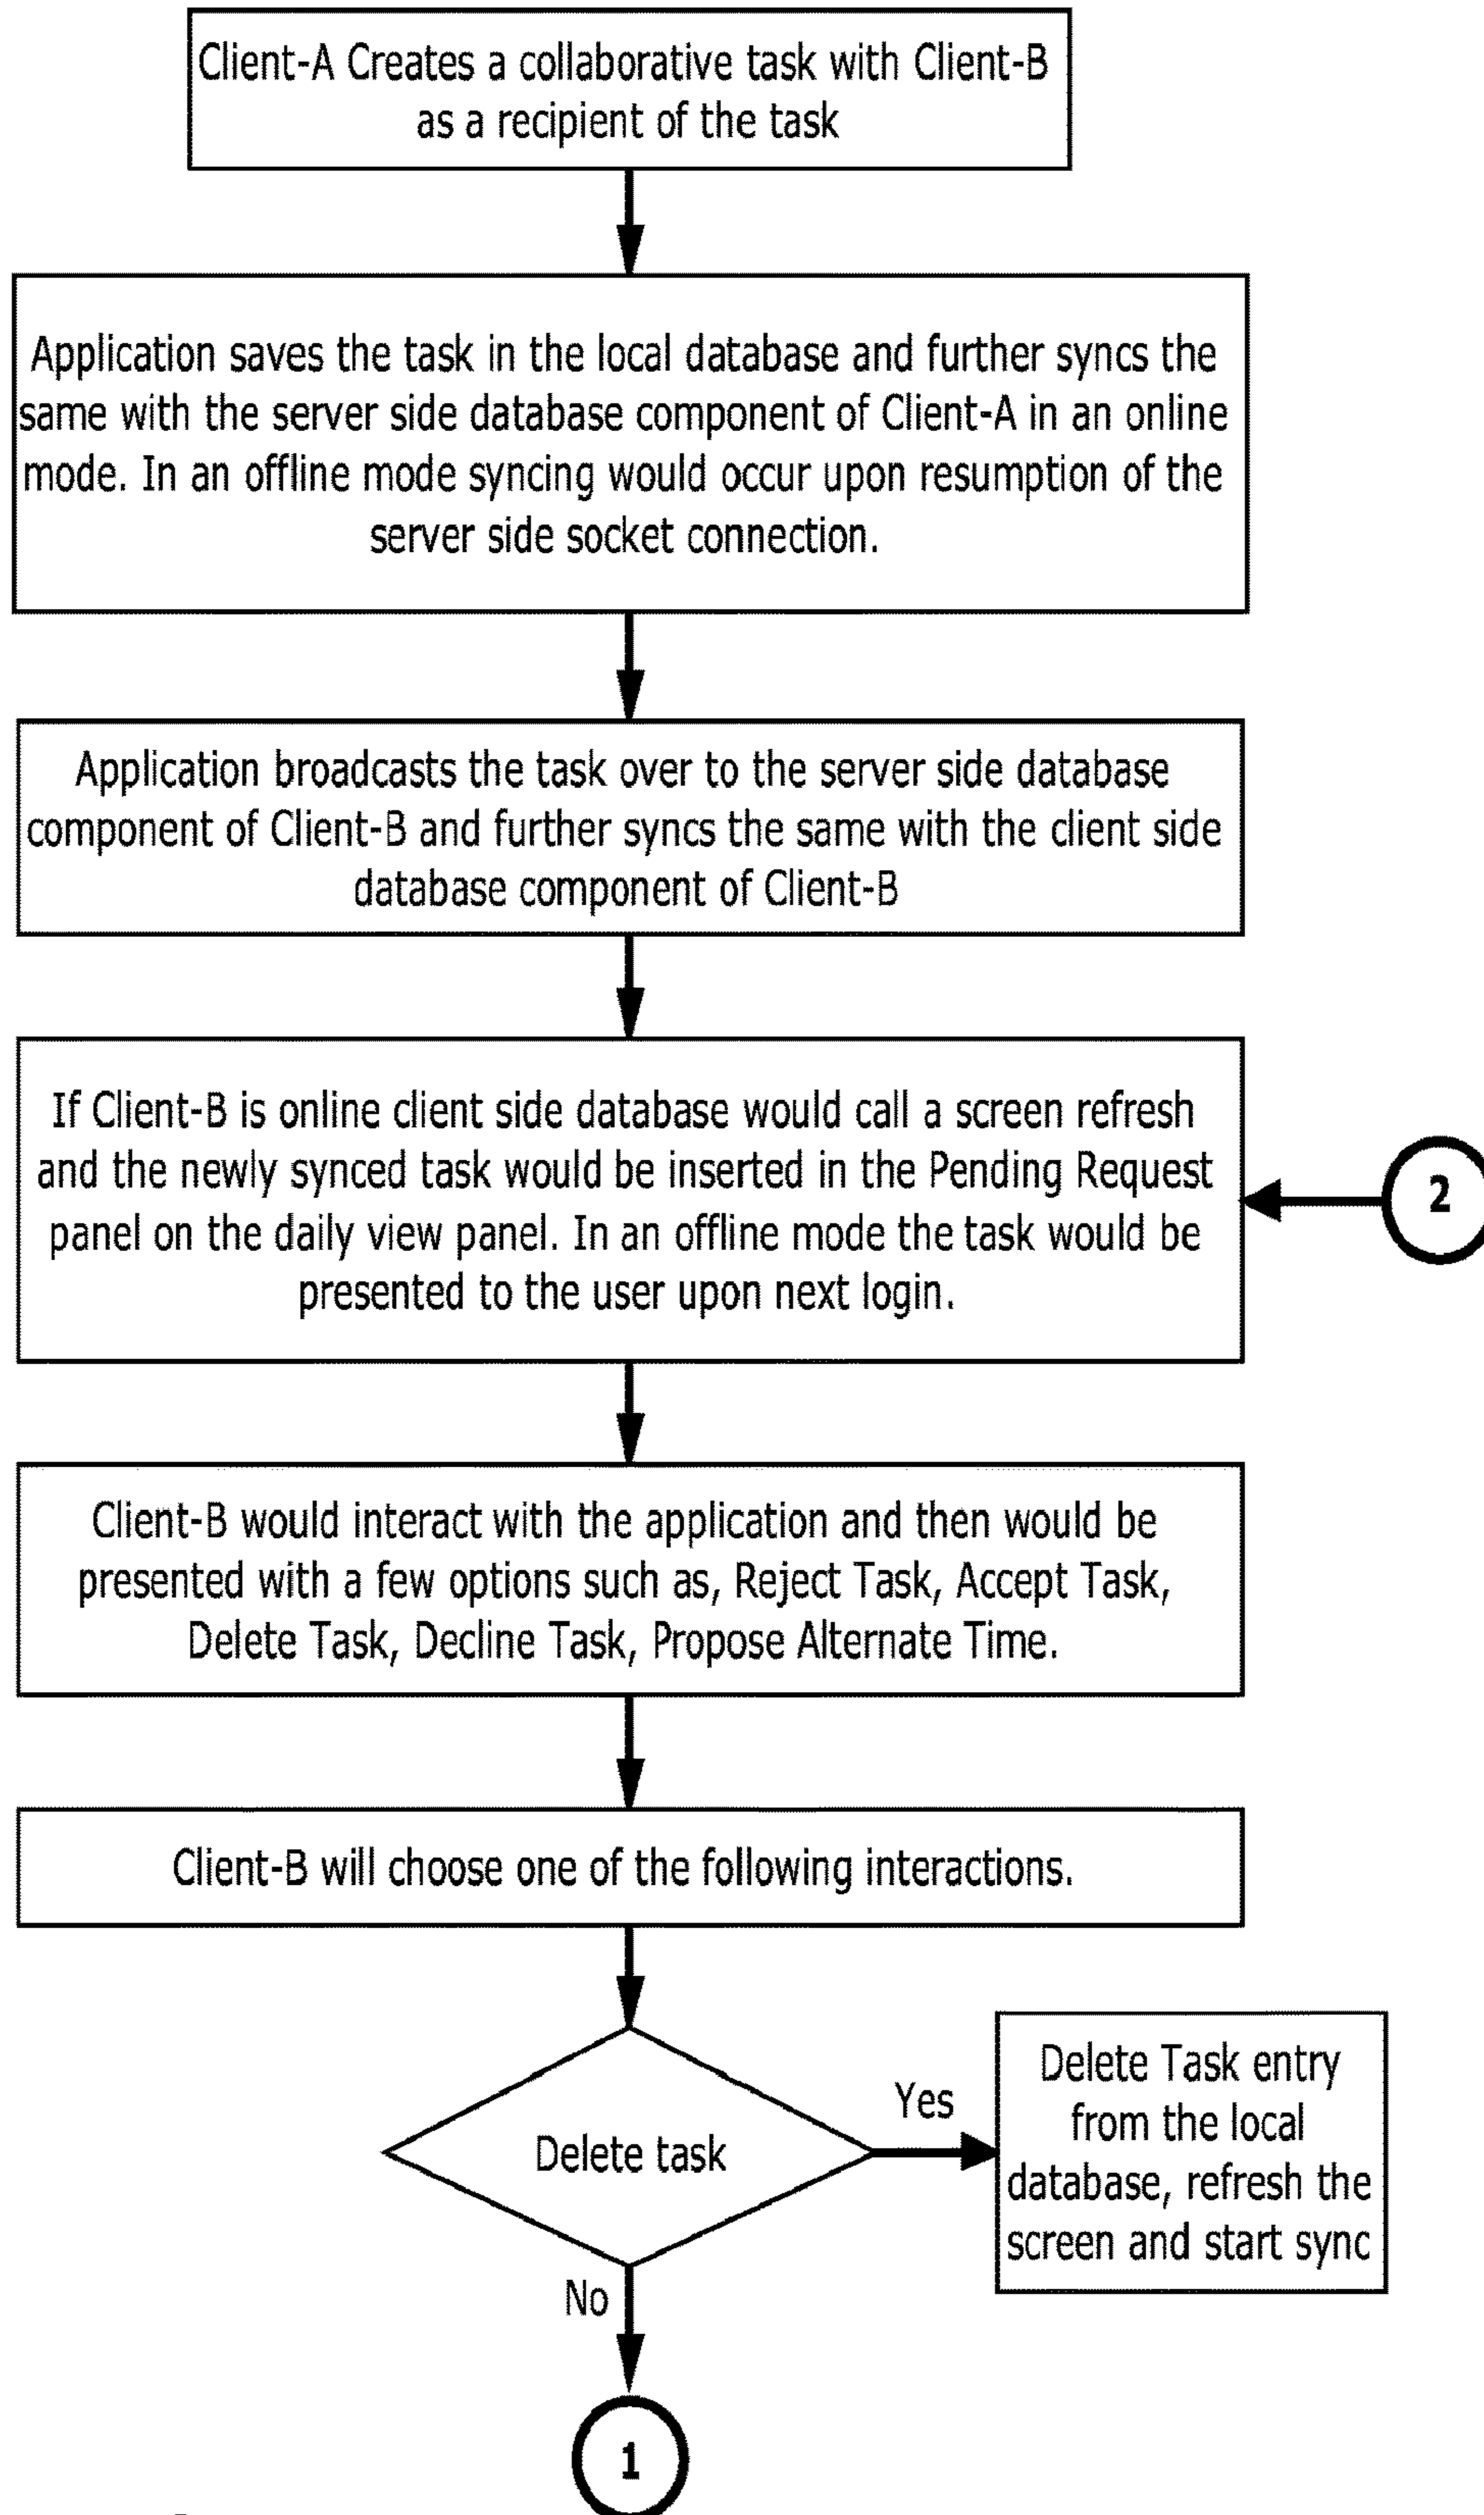 Client-A Creates a collaborative task with Client-B
as a recipient of the task
Application saves the task in the local database and further syncs the
same with the server side database component of Client-A in an online
mode. In an offline mode syncing would occur upon resumption of the
server side socket connection.
Application broadcasts the task over to the server side database
component of Client-B and further syncs the same with the client side
database component of Client-B
If Client-B is online client side database would call a screen refresh
and the newly synced task would be inserted in the Pending Request
panel on the daily view panel. In an offline mode the task would be
presented to the user upon next login.
2
Client-B would interact with the application and then would be
presented with a few options such as, Reject Task, Accept Task,
Delete Task, Decline Task, Propose Alternate Time.
Client-B will choose one of the following interactions.
Delete task
Yes
Delete Task entry
from the local
database, refresh the
screen and start sync
No
1